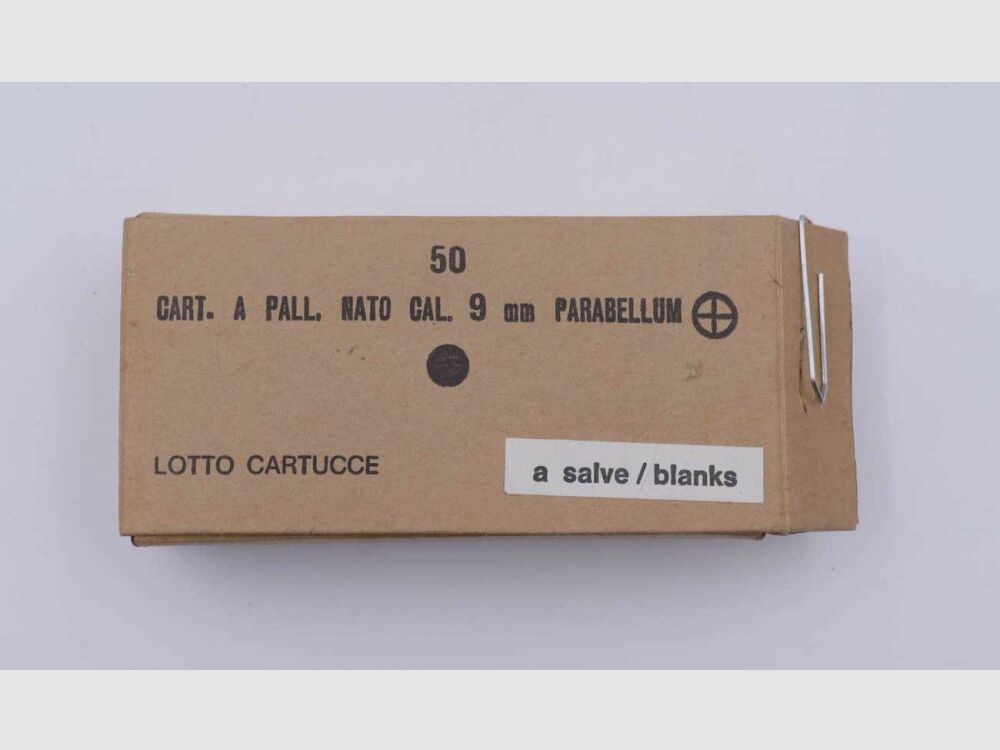 50
CART. A PALL. NATO CAL. 9 mm PARABELLUM
LOTTO CARTUCCE
a salve / blanks